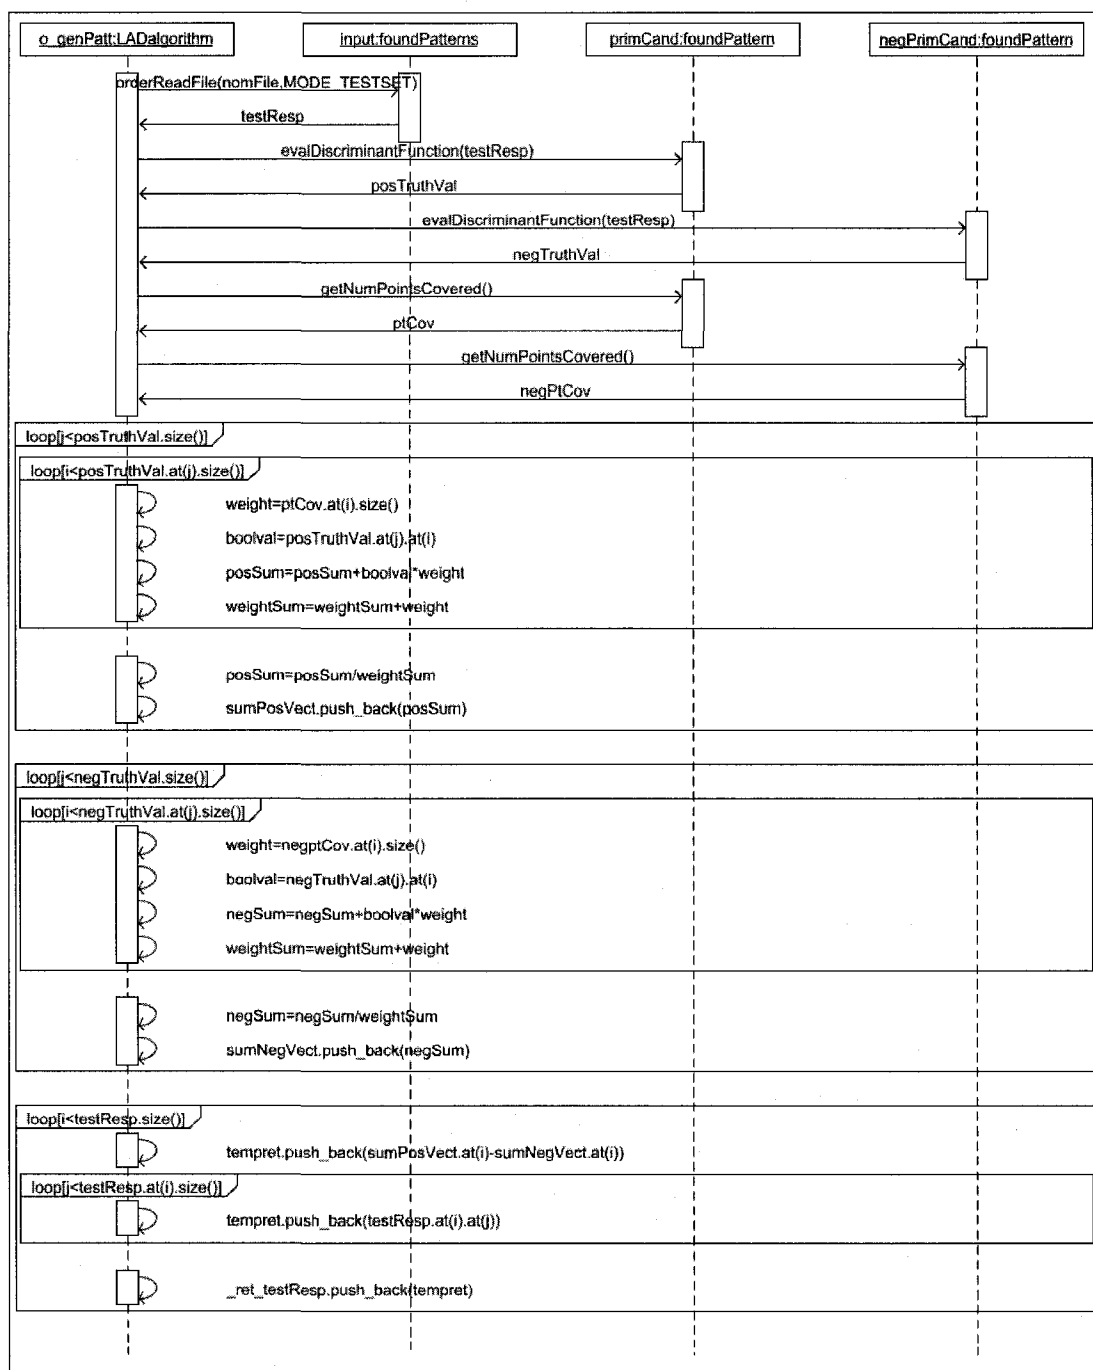 o_genPatt:LADalgorithm
input:foundPatterns
primCand:foundPattern
negPrimCand:foundPattern
orderReadFile(nomFile,MODE_TESTSET)
testResp
evalDiscriminantFunction(testResp)
posTruthVal
evalDiscriminantFunction(testResp)
negTruthVal
getNumPointsCovered()
ptCov
getNumPointsCovered()
negPtCov
loop[j<posTruthVal.size()]
loop[i<posTruthVal.at(j).size()]
weight=ptCov.at(i).size()
boolval=posTruthVal.at(j).at(i)
posSum=posSum+boolval*weight
weightSum=weightSum+weight
posSum=posSum/weightSum
sumPosVect.push_back(posSum)
loop[j<negTruthVal.size()]
loop[i<negTruthVal.at(j).size()]
weight=negptCov.at(i).size()
boolval=negTruthVal.at(j).at(i)
negSum=negSum+boolval*weight
weightSum=weightSum+weight
negSum=negSum/weightSum
sumNegVect.push_back(negSum)
loop[i<testResp.size()]
tempret.push_back(sumPosVect.at(i)-sumNegVect.at(i))
loop[j<testResp.at(i).size()]
tempret.push_back(testResp.at(i).at(j))
_ret_testResp.push_back(tempret)